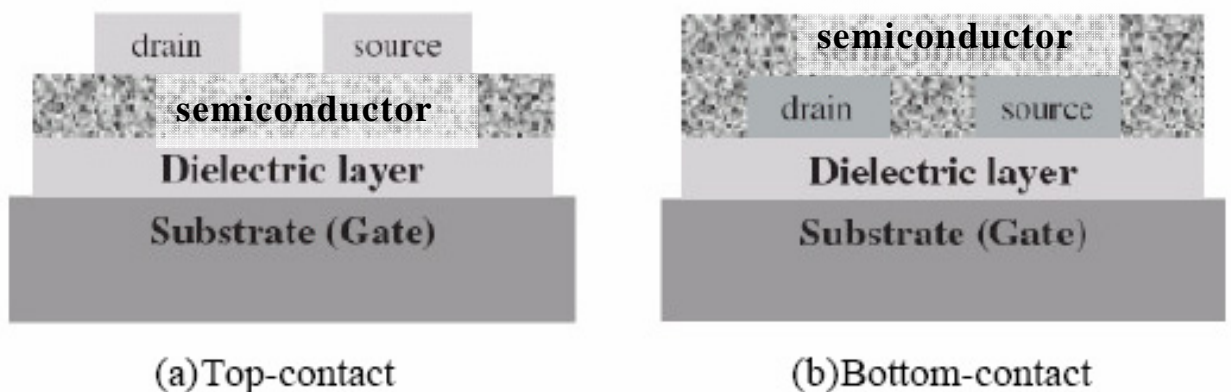 drain
source
semiconductor
Dielectric layer
Substrate (Gate)
(a)Top-contact
semiconductor
drain
source
Dielectric layer
Substrate (Gate)
(b)Bottom-contact